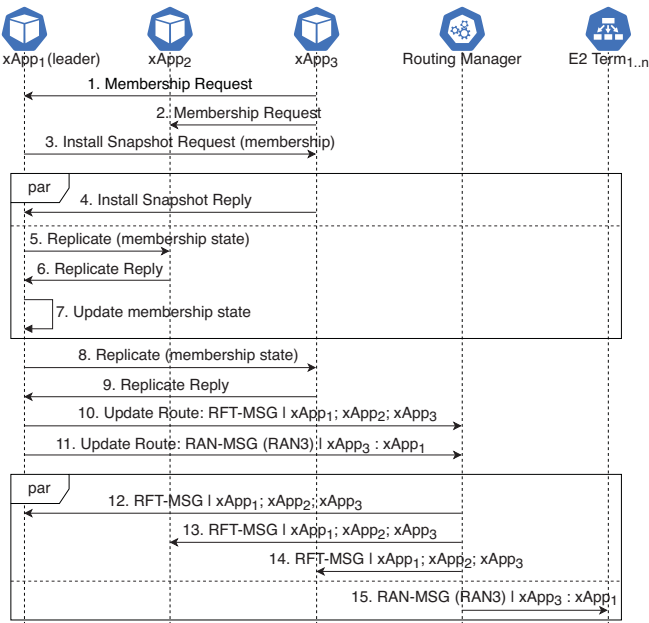 xApp₁(leader) xApp₂ xApp₃ Routing Manager E2 Term₁..ₙ
1. Membership Request
2. Membership Request
3. Install Snapshot Request (membership)
par
4. Install Snapshot Reply
5. Replicate (membership state)
6. Replicate Reply
7. Update membership state
8. Replicate (membership state)
9. Replicate Reply
10. Update Route: RFT-MSG | xApp₁; xApp₂; xApp₃
11. Update Route: RAN-MSG (RAN3) | xApp₃ : xApp₁
par
12. RFT-MSG | xApp₁; xApp₂; xApp₃
13. RFT-MSG | xApp₁; xApp₂; xApp₃
14. RFT-MSG | xApp₁; xApp₂; xApp₃
15. RAN-MSG (RAN3) | xApp₃ : xApp₁